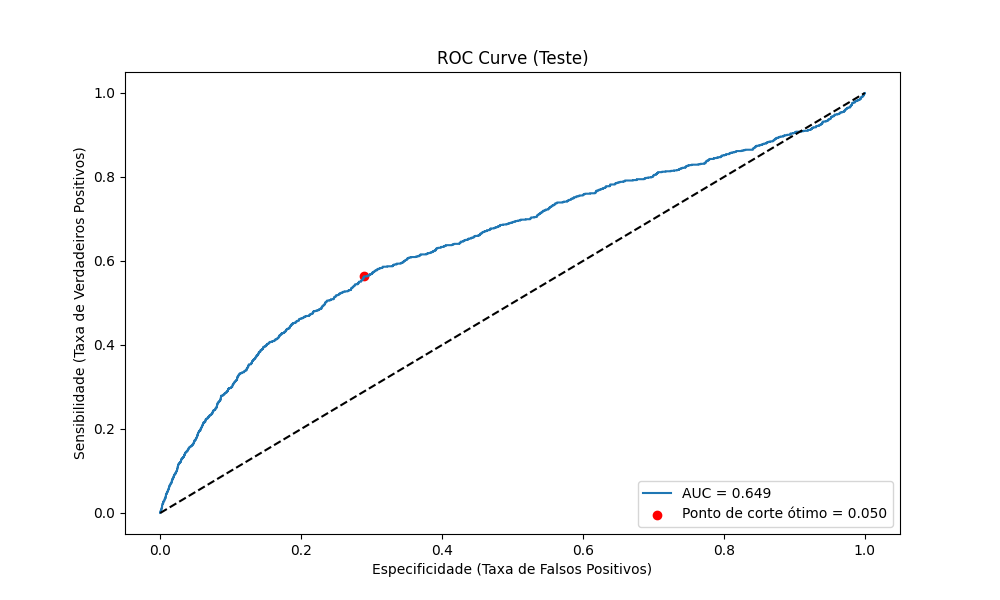 ROC Curve (Teste)
Sensibilidade (Taxa de Verdadeiros Positivos)
1.0
0.8
0.6
0.4
0.2
0.0
AUC = 0.649
Ponto de corte ótimo = 0.050
0.0 0.2 0.4 0.6 0.8 1.0
Especificidade (Taxa de Falsos Positivos)